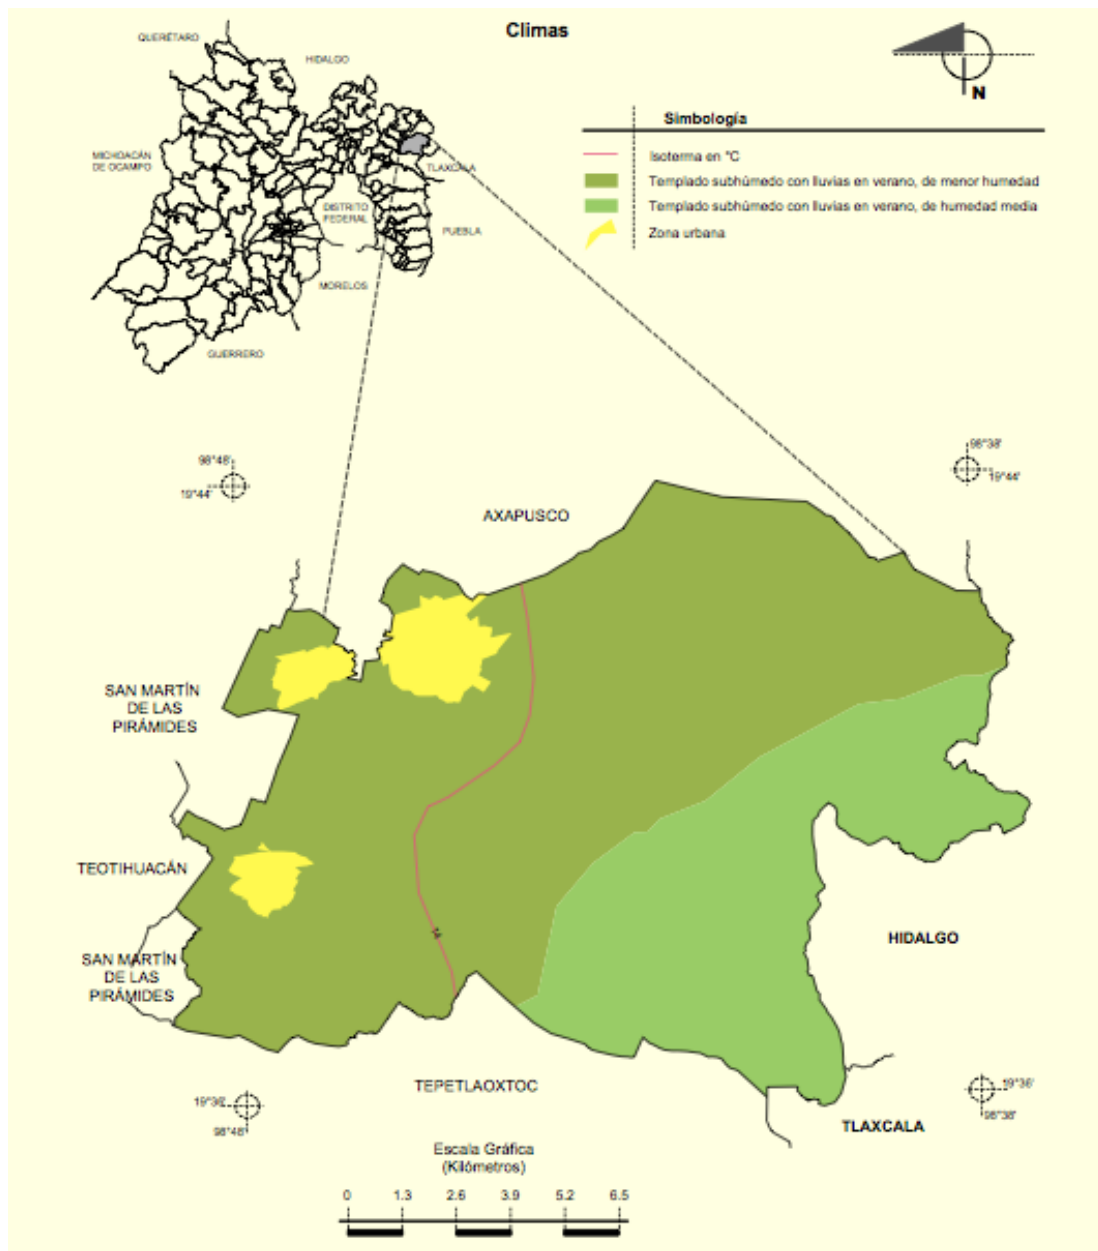 Climas
QUERÉTARO
HIDALGO
MICHOACÁN
DE OCAMPO
TLAXCALA
DISTRITO
FEDERAL
PUEBLA
MORELOS
GUERRERO
N
Simbología
Isoterma en °C
Templado subhúmedo con lluvias en verano, de menor humedad
Templado subhúmedo con lluvias en verano, de humedad media
Zona urbana
98°48'
19°44'
98°38'
19°44'
AXAPUSCO
SAN MARTÍN
DE LAS
PIRÁMIDES
TEOTIHUACÁN
14
HIDALGO
SAN MARTÍN
DE LAS
PIRÁMIDES
TEPETLAOXTOC
19°36'
98°48'
19°36'
98°38'
TLAXCALA
Escala Gráfica
(Kilómetros)
0 1.3 2.6 3.9 5.2 6.5